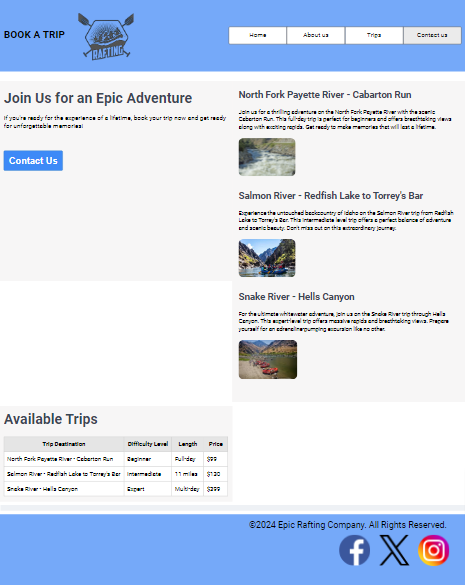 BOOK A TRIP
EPIC
RAFTING
Home
About us
Trips
Contact us
Join Us for an Epic Adventure
If you're ready for the experience of a lifetime, book your trip now and get ready
for unforgettable memories!
Contact Us
North Fork Payette River - Cabarton Run
Join us for a thrilling adventure on the North Fork Payette River with the scenic
Cabarton Run. This full-day trip is perfect for beginners and offers breathtaking views
along with exciting rapids. Get ready to make memories that will last a lifetime.
Salmon River - Redfish Lake to Torrey's Bar
Experience the untouched backcountry of Idaho on the Salmon River trip from Redfish
Lake to Torrey's Bar. This intermediate level trip offers a perfect balance of adventure
and scenic beauty. Don't miss out on this extraordinary journey.
Snake River - Hells Canyon
For the ultimate whitewater adventure, join us on the Snake River trip through Hells
Canyon. This expert-level trip offers massive rapids and breathtaking views. Prepare
yourself for an adrenaline-pumping excursion like no other.
Available Trips
Trip Destination Difficulty Level Length Price
North Fork Payette River - Cabarton Run Beginner Full-day $99
Salmon River - Redfish Lake to Torrey's Bar Intermediate 11 miles $130
Snake River - Hells Canyon Expert Multi-day $399
©2024 Epic Rafting Company. All Rights Reserved.